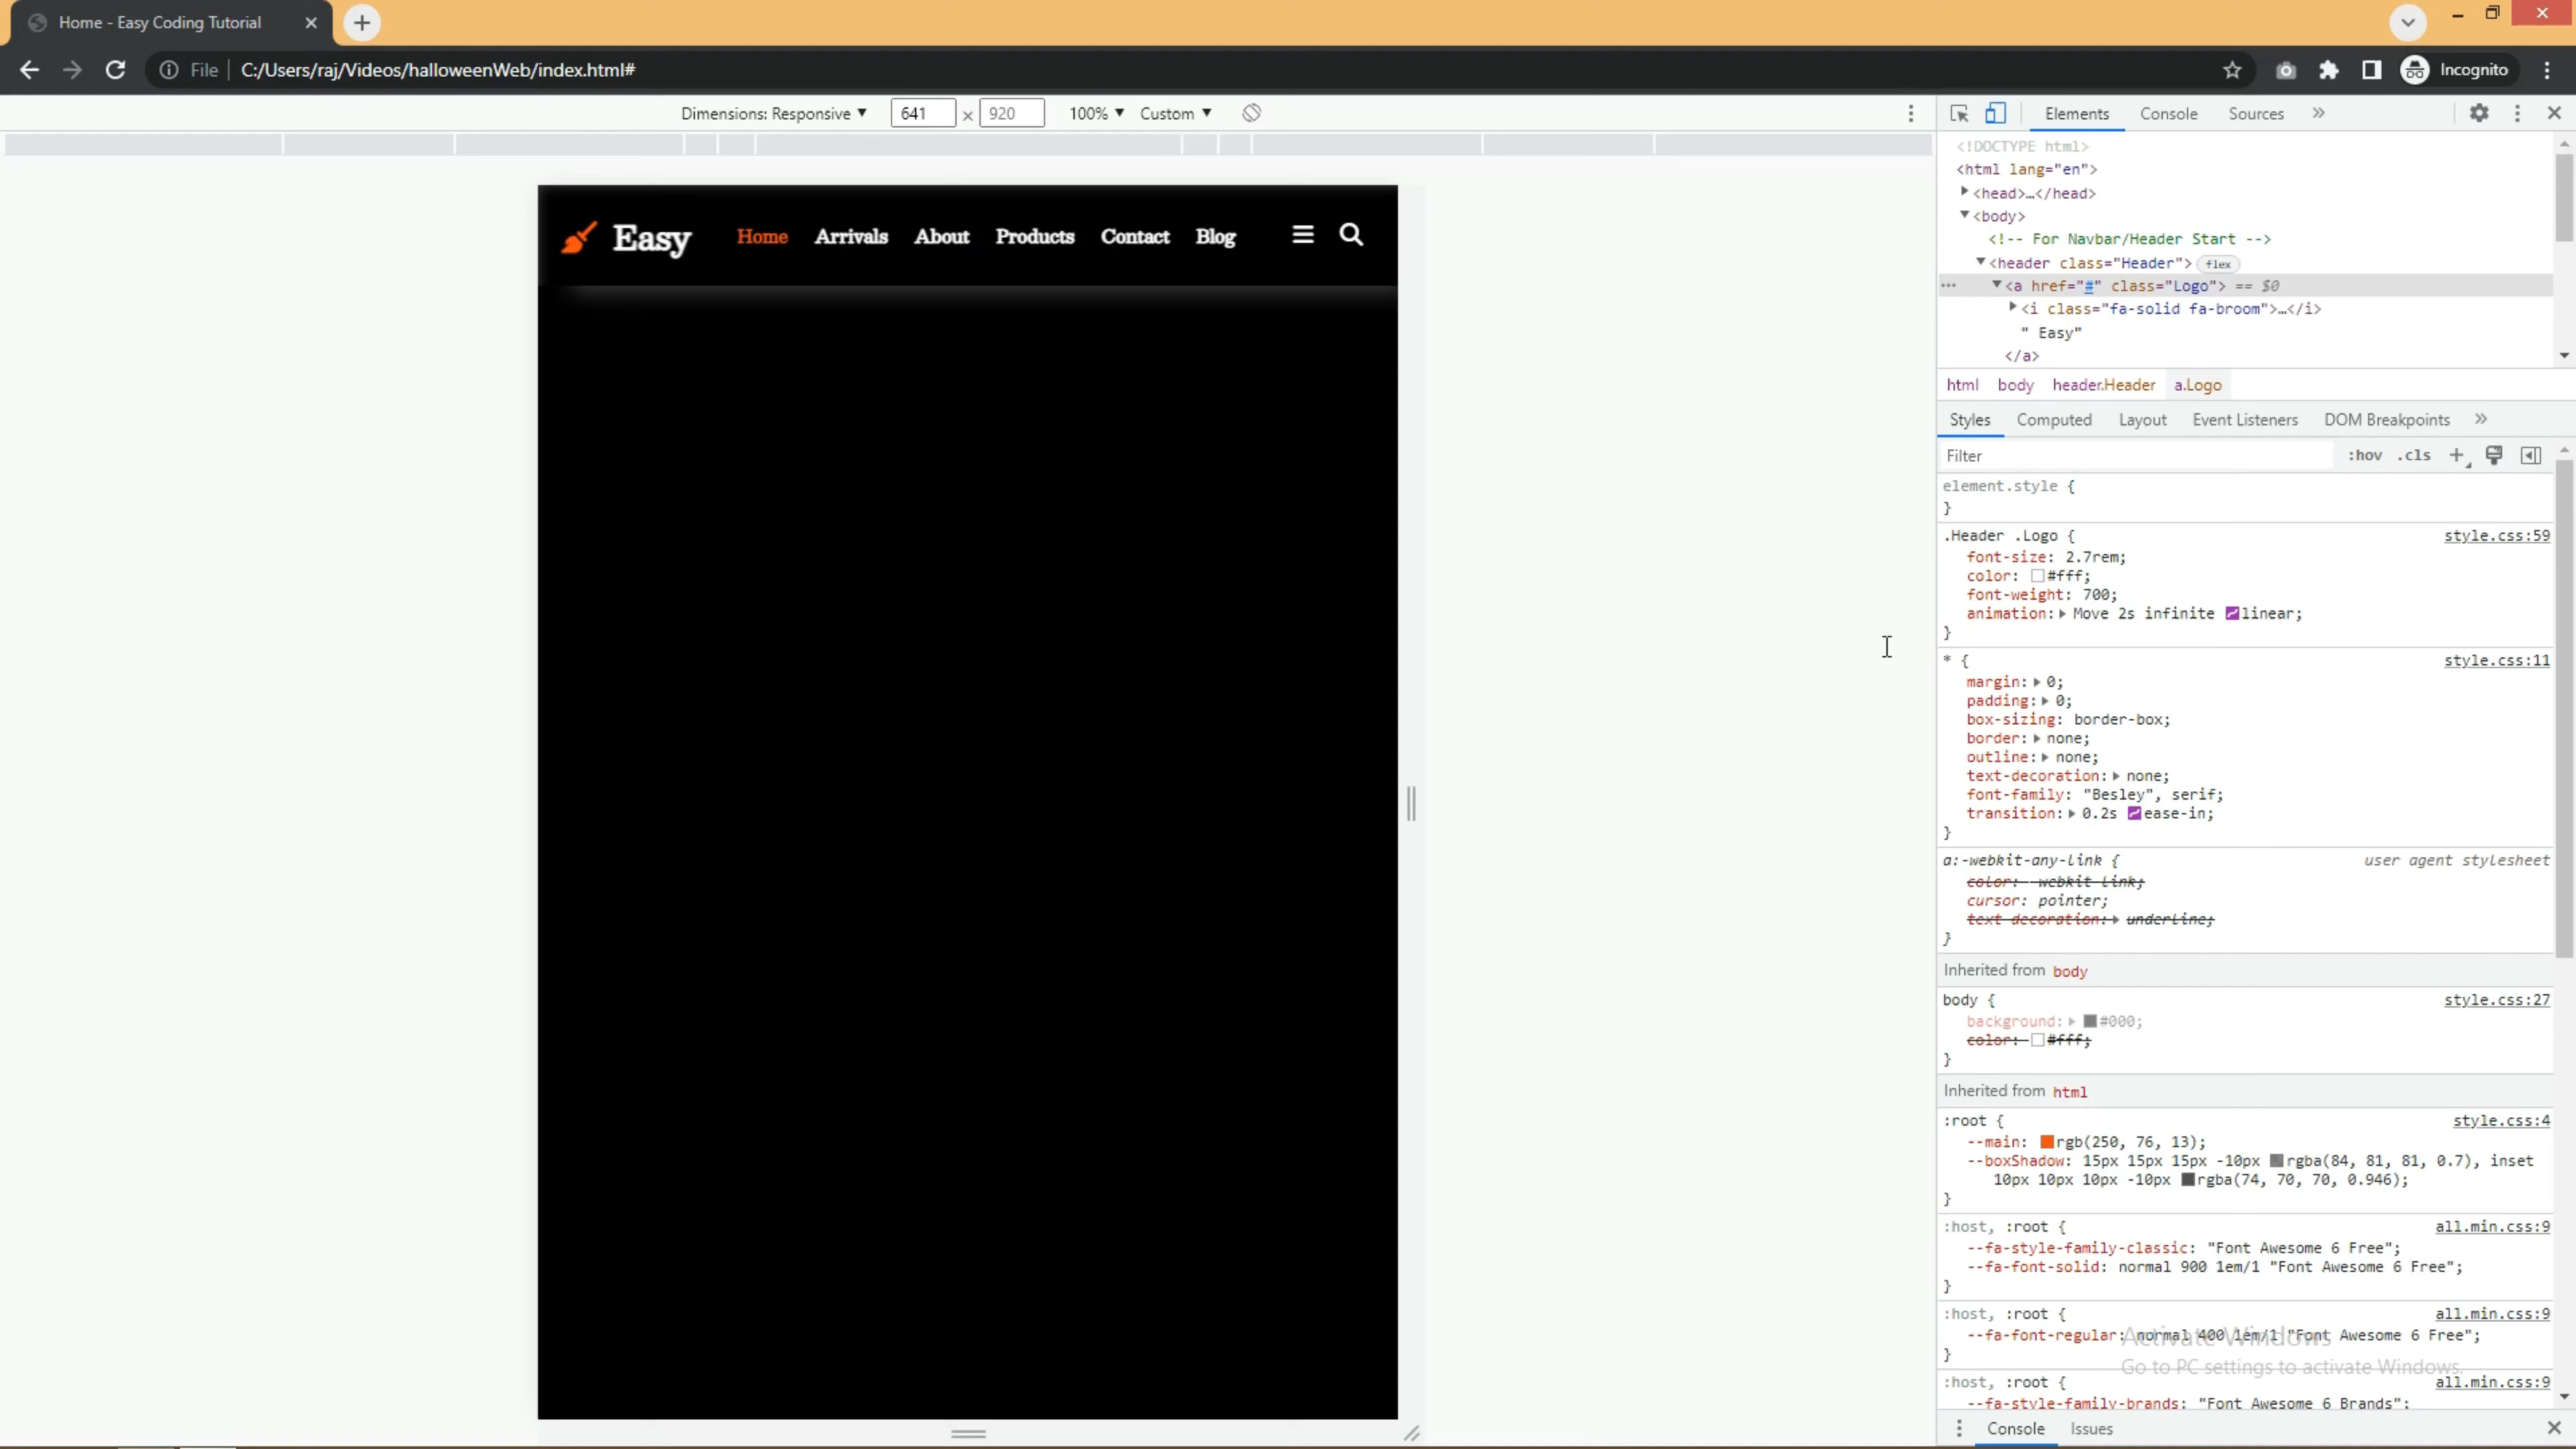 Home - Easy Coding Tutorial
File C:/Users/raj/Videos/halloweenWeb/index.html#
Incognito
Dimensions: Responsive 641 × 920 100% Custom
Elements Console Sources »
<!DOCTYPE html>
<html lang="en">
<head>…</head>
<body>
<!-- For Navbar/Header Start -->
<header class="Header"> flex
<a href="#" class="Logo"> == $0
<i class="fa-solid fa-broom">…</i>
" Easy"
</a>
Easy Home Arrivals About Products Contact Blog
html body header.Header a.Logo
Styles Computed Layout Event Listeners DOM Breakpoints »
Filter :hov .cls +
element.style {
}
.Header .Logo { style.css:59
font-size: 2.7rem;
color: #fff;
font-weight: 700;
animation: Move 2s infinite linear;
}
* { style.css:11
margin: 0;
padding: 0;
box-sizing: border-box;
border: none;
outline: none;
text-decoration: none;
font-family: "Besley", serif;
transition: 0.2s ease-in;
}
a:-webkit-any-link { user agent stylesheet
color: -webkit-link;
cursor: pointer;
text-decoration: underline;
}
Inherited from body
body { style.css:27
background: #000;
color: #fff;
}
Inherited from html
:root { style.css:4
--main: rgb(250, 76, 13);
--boxShadow: 15px 15px 15px -10px rgba(84, 81, 81, 0.7), inset
10px 10px 10px -10px rgba(74, 70, 70, 0.946);
}
:host, :root { all.min.css:9
--fa-style-family-classic: "Font Awesome 6 Free";
--fa-font-solid: normal 900 1em/1 "Font Awesome 6 Free";
}
:host, :root { all.min.css:9
--fa-font-regular: normal 400 1em/1 "Font Awesome 6 Free";
}
Activate Windows
Go to PC settings to activate Windows.
:host, :root { all.min.css:9
--fa-style-family-brands: "Font Awesome 6 Brands";
Console Issues